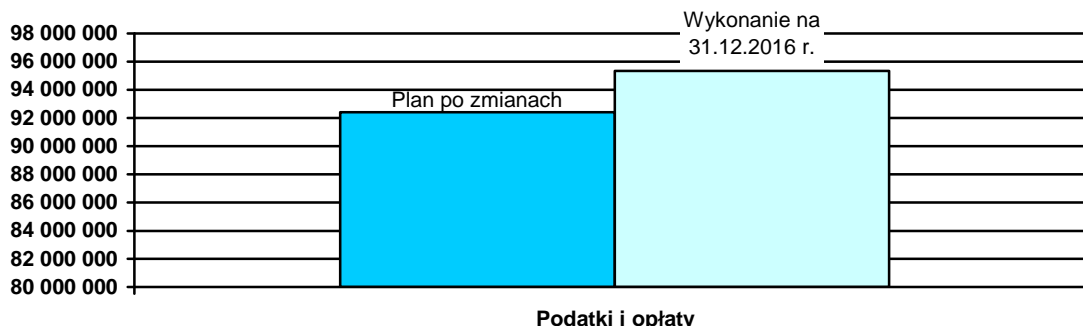 Wykonanie na
31.12.2016 r.
98 000 000
96 000 000
94 000 000
Plan po zmianach
92 000 000
90 000 000
88 000 000
86 000 000
84 000 000
82 000 000
80 000 000
Podatki i opłaty